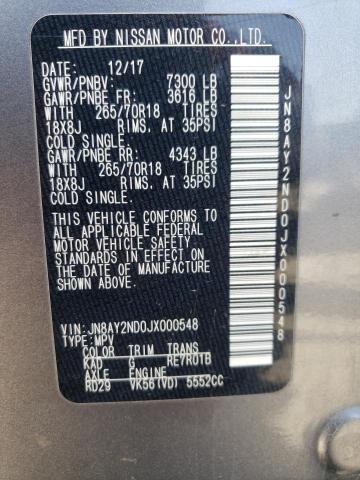 MFD BY NISSAN MOTOR CO.,LTD.
DATE: 12/17
GVWR/PNBV: 7300 LB
GAWR/PNBE FR: 3616 LB
WITH 265/70R18 TIRES
18X8J RIMS, AT 35PSI
COLD SINGLE.
GAWR/PNBE RR: 4343 LB
WITH 265/70R18 TIRES
18X8J RIMS, AT 35PSI
COLD SINGLE.
THIS VEHICLE CONFORMS TO
ALL APPLICABLE FEDERAL
MOTOR VEHICLE SAFETY
STANDARDS IN EFFECT ON
THE DATE OF MANUFACTURE
SHOWN ABOVE.
VIN: JN8AY2ND0JX000548
TYPE: MPV
COLOR TRIM TRANS
KAD G RE7R01B
AXLE ENGINE
RD29 VK56(VD) 5552CC
JN8AY2ND0JX000548